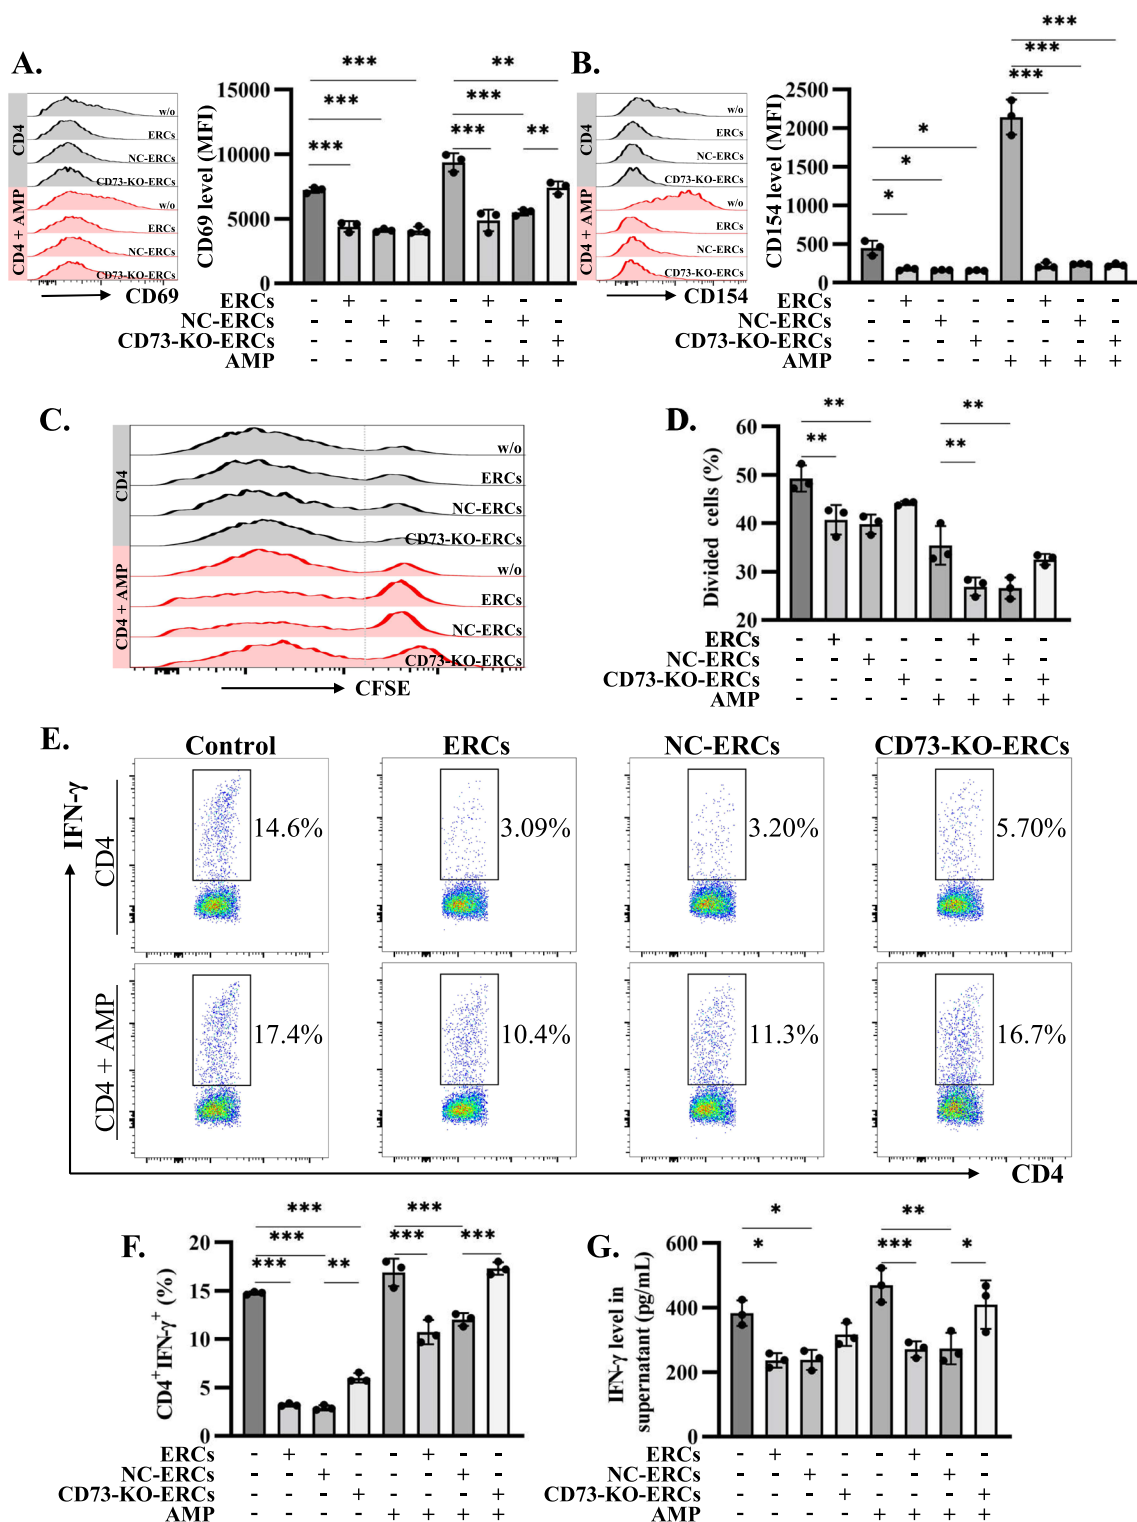 A.
CD4
CD4 + AMP
w/o
ERCs
NC-ERCs
CD73-KO-ERCs
w/o
ERCs
NC-ERCs
CD73-KO-ERCs
CD69
CD69 level (MFI)
15000
10000
5000
0
*** *** *** *** *** ** **
ERCs - + - - - + - -
NC-ERCs - - + - - - + -
CD73-KO-ERCs - - - + - - - +
AMP - - - - + + + +
B.
CD4
CD4 + AMP
w/o
ERCs
NC-ERCs
CD73-KO-ERCs
w/o
ERCs
NC-ERCs
CD73-KO-ERCs
CD154
CD154 level (MFI)
2500
2000
1500
1000
500
0
* * * *** *** ***
ERCs - + - - - + - -
NC-ERCs - - + - - - + -
CD73-KO-ERCs - - - + - - - +
AMP - - - - + + + +
C.
CD4
CD4 + AMP
w/o
ERCs
NC-ERCs
CD73-KO-ERCs
w/o
ERCs
NC-ERCs
CD73-KO-ERCs
CFSE
D.
Divided cells (%)
60
50
40
30
20
** ** ** **
ERCs - + - - - + - -
NC-ERCs - - + - - - + -
CD73-KO-ERCs - - - + - - - +
AMP - - - - + + + +
E.
Control ERCs NC-ERCs CD73-KO-ERCs
IFN-γ
CD4
14.6% 3.09% 3.20% 5.70%
CD4 + AMP
17.4% 10.4% 11.3% 16.7%
CD4
F.
CD4⁺IFN-γ⁺ (%)
20
15
10
5
0
*** *** *** ** *** *** ***
ERCs - + - - - + - -
NC-ERCs - - + - - - + -
CD73-KO-ERCs - - - + - - - +
AMP - - - - + + + +
G.
IFN-γ level in
supernatant (pg/mL)
600
400
200
0
* * *** ** *
- + - - - + - -
- - + - - - + -
- - - + - - - +
- - - - + + + +